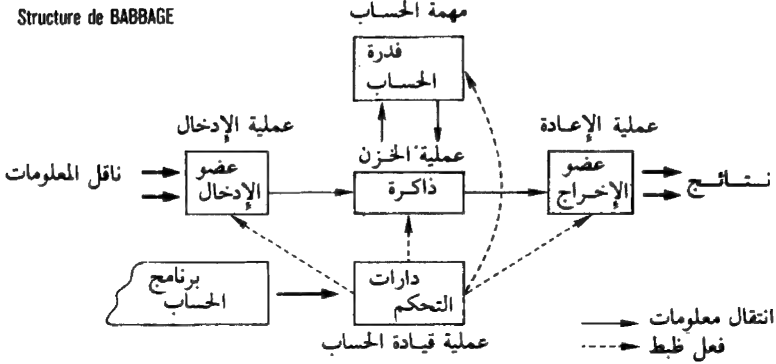 Structure de BABBAGE
مهمة الحساب
قدرة
الحساب
عملية الإدخال
عملية الخزن
عملية الإعادة
ناقل المعلومات
عضو
الإدخال
ذاكرة
عضو
الإخراج
نتائج
برنامج
الحساب
دارات
التحكم
عملية قيادة الحساب
انتقال معلومات
فعل ظبط